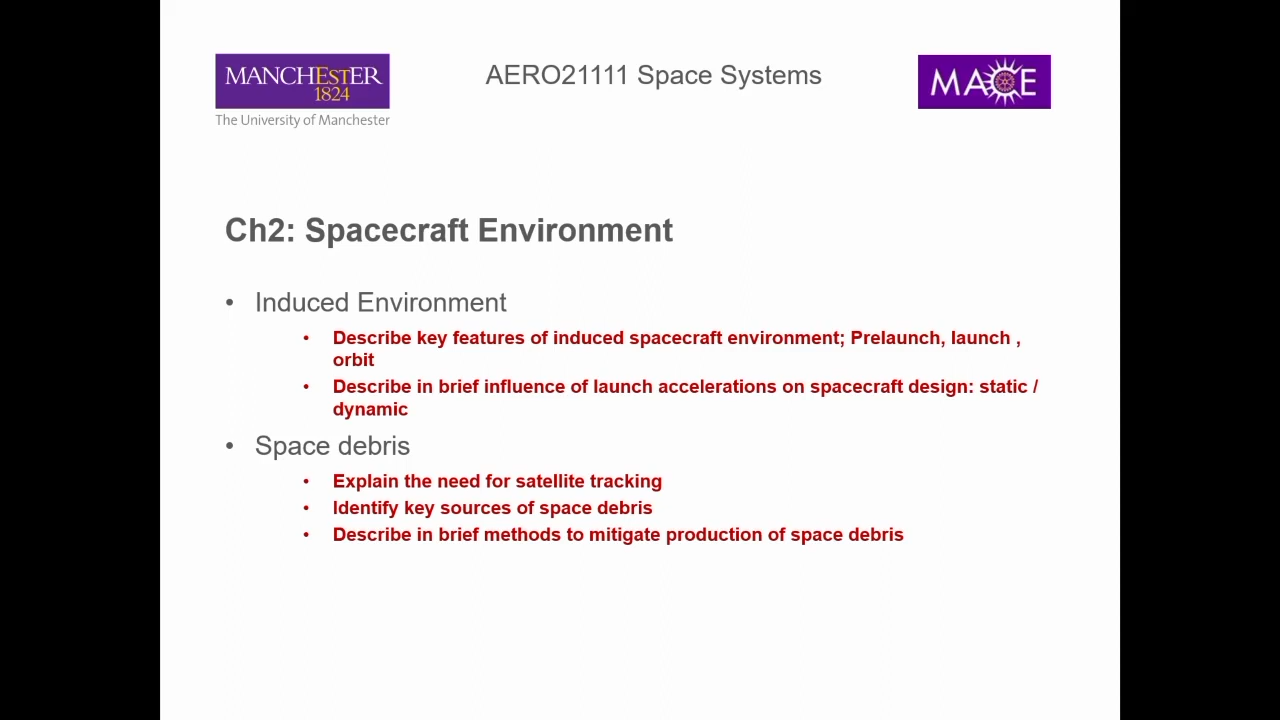 MANCHEstER
1824
The University of Manchester
AERO21111 Space Systems
MACE
Ch2: Spacecraft Environment
• Induced Environment
• Describe key features of induced spacecraft environment; Prelaunch, launch ,
orbit
• Describe in brief influence of launch accelerations on spacecraft design: static /
dynamic
• Space debris
• Explain the need for satellite tracking
• Identify key sources of space debris
• Describe in brief methods to mitigate production of space debris